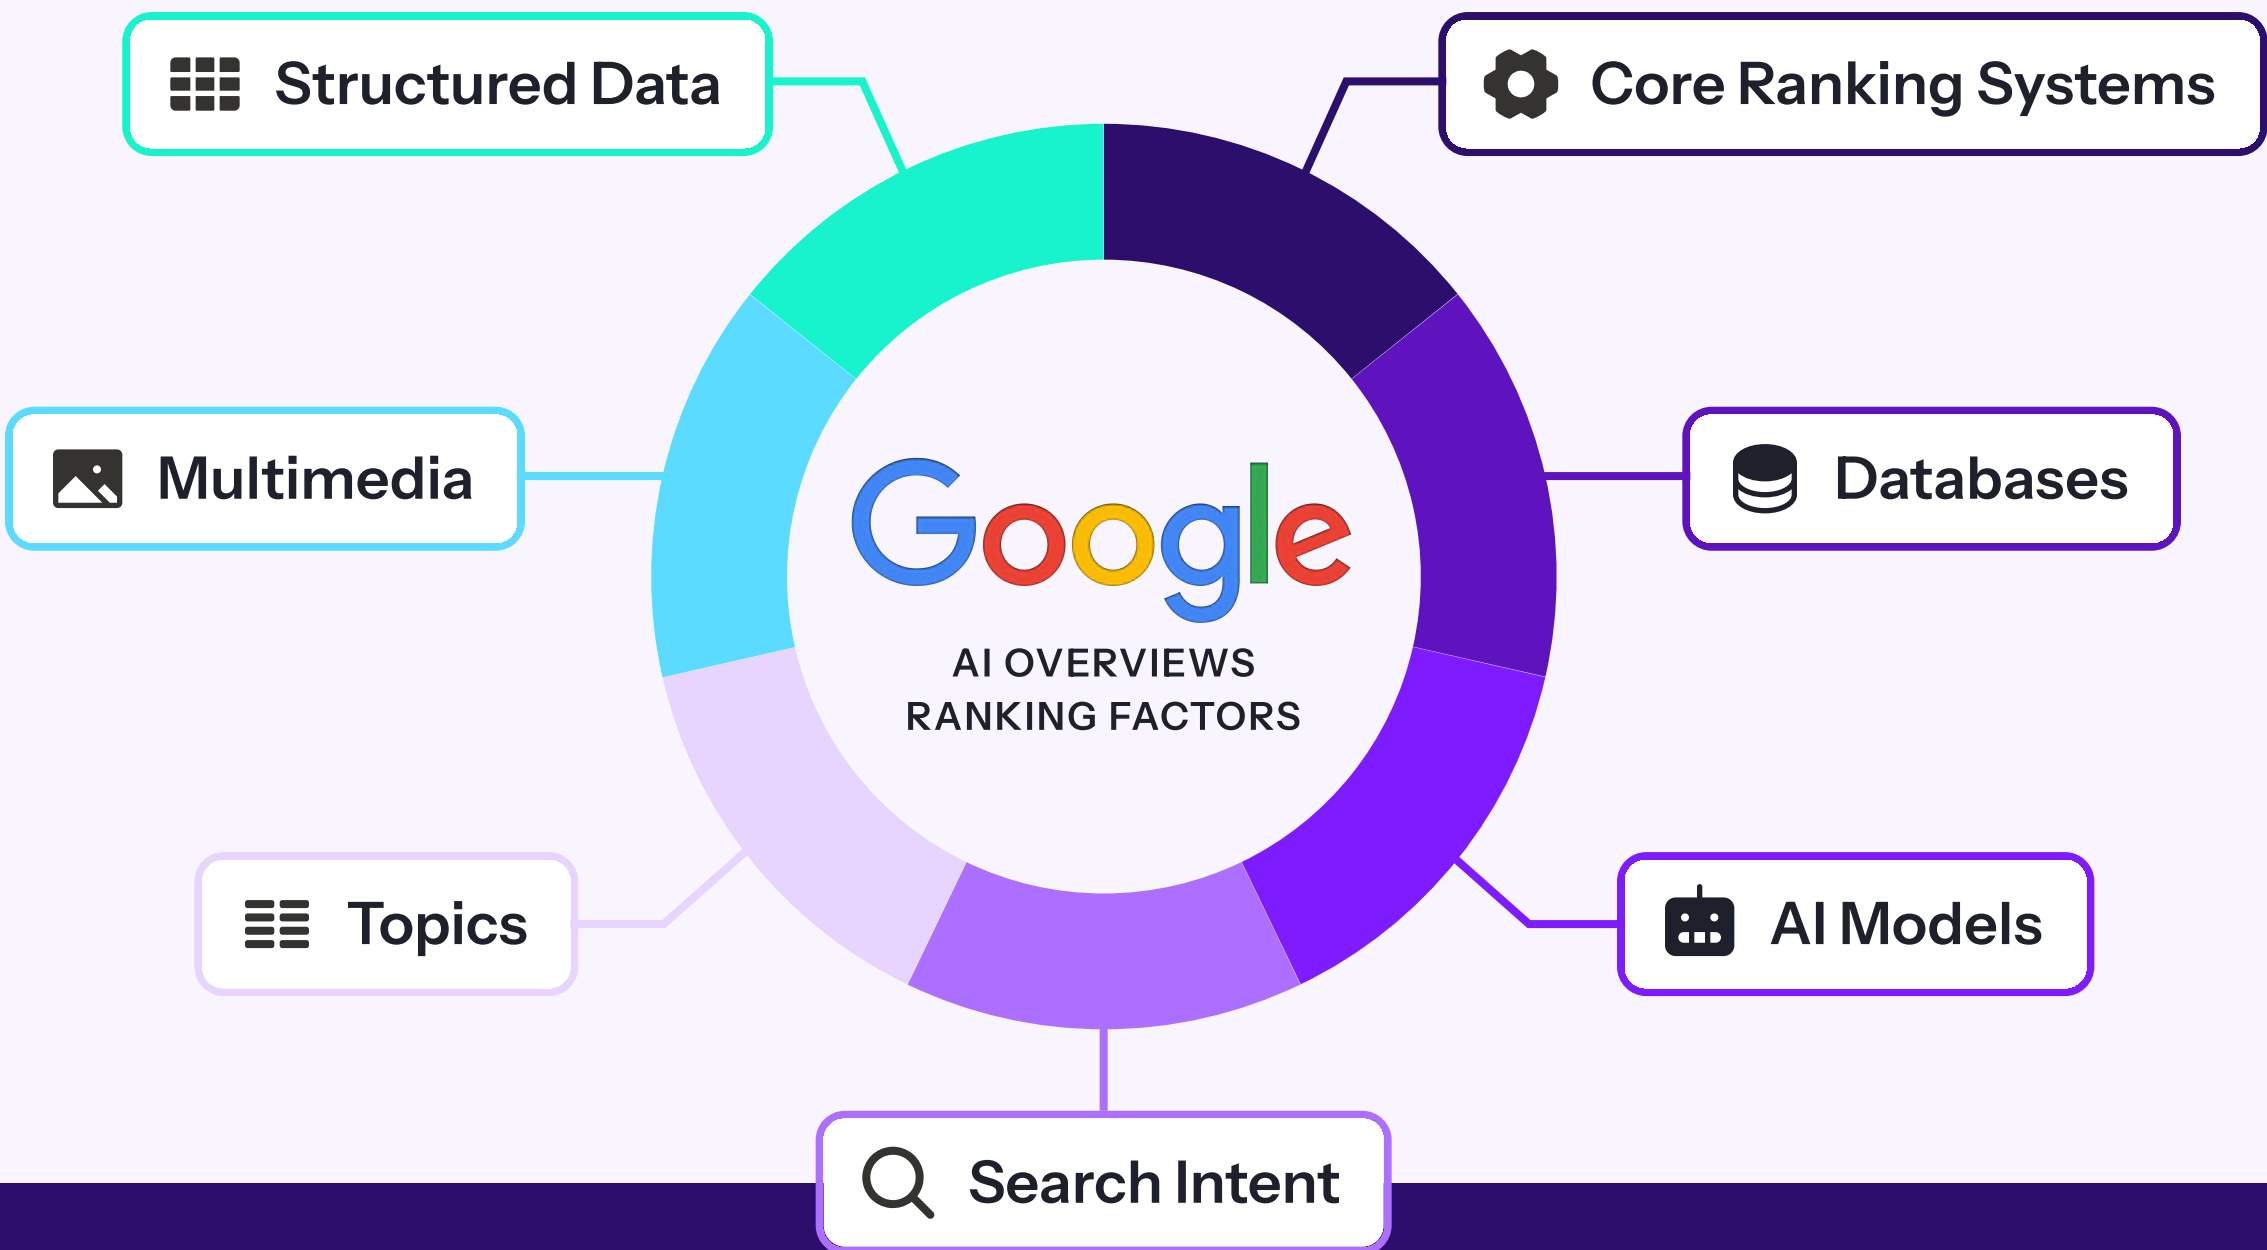 Structured Data
Core Ranking Systems
Multimedia
Databases
Google
AI OVERVIEWS
RANKING FACTORS
Topics
AI Models
Search Intent